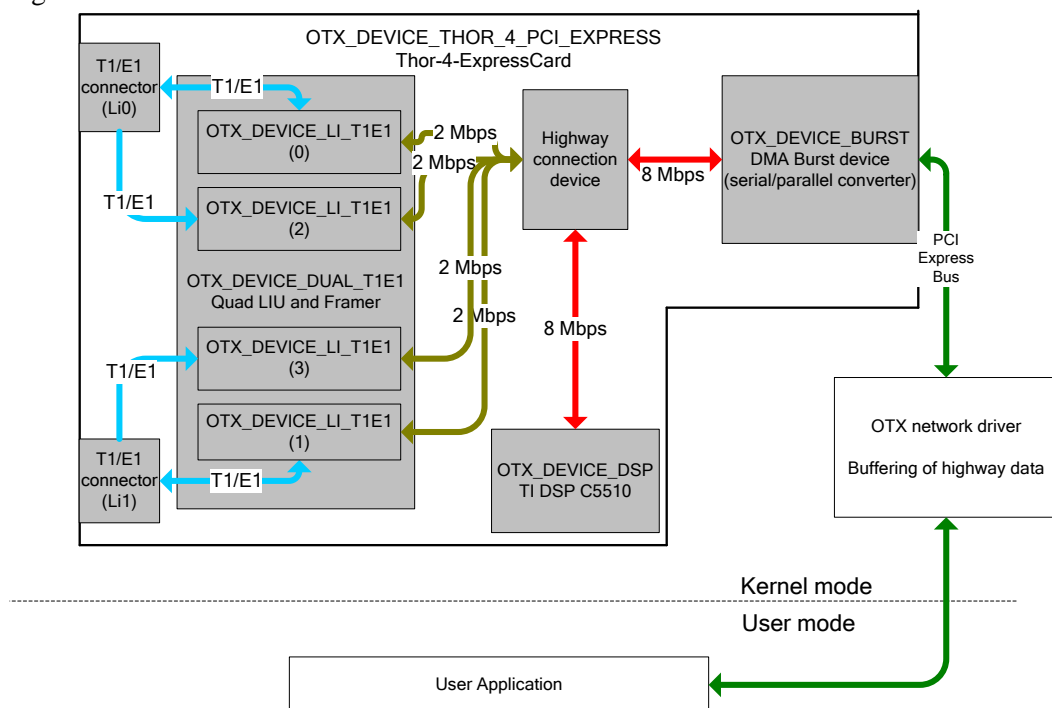 OTX_DEVICE_THOR_4_PCI_EXPRESS
Thor-4-ExpressCard
T1/E1
connector
(Li0)
T1/E1
OTX_DEVICE_LI_T1E1
(0)
T1/E1
OTX_DEVICE_LI_T1E1
(2)
OTX_DEVICE_DUAL_T1E1
Quad LIU and Framer
OTX_DEVICE_LI_T1E1
(3)
T1/E1
OTX_DEVICE_LI_T1E1
(1)
T1/E1
connector
(Li1)
T1/E1
2 Mbps
2 Mbps
2 Mbps
2 Mbps
Highway
connection
device
8 Mbps
OTX_DEVICE_BURST
DMA Burst device
(serial/parallel converter)
8 Mbps
OTX_DEVICE_DSP
TI DSP C5510
PCI
Express
Bus
OTX network driver
Buffering of highway data
Kernel mode
User mode
User Application